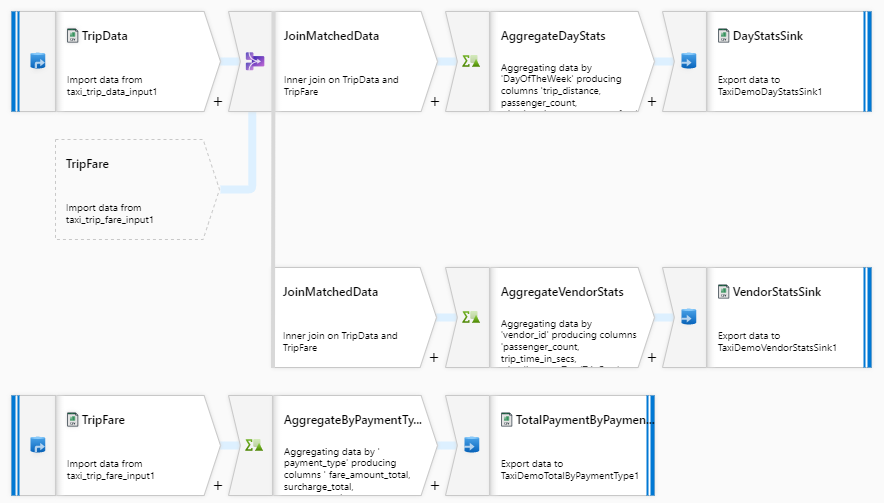 TripData
Import data from
taxi_trip_data_input1
+
JoinMatchedData
Inner join on TripData and
TripFare
+
AggregateDayStats
Aggregating data by
'DayOfTheWeek' producing
columns 'trip_distance,
passenger_count,
+
DayStatsSink
Export data to
TaxiDemoDayStatsSink1
TripFare
Import data from
taxi_trip_fare_input1
JoinMatchedData
Inner join on TripData and
TripFare
+
AggregateVendorStats
Aggregating data by
'vendor_id' producing columns
'passenger_count,
trip_time_in_secs,
+
VendorStatsSink
Export data to
TaxiDemoVendorStatsSink1
TripFare
Import data from
taxi_trip_fare_input1
+
AggregateByPaymentTy...
Aggregating data by '
payment_type' producing
columns ' fare_amount_total,
surcharge_total,
+
TotalPaymentByPaymen...
Export data to
TaxiDemoTotalByPaymentType1